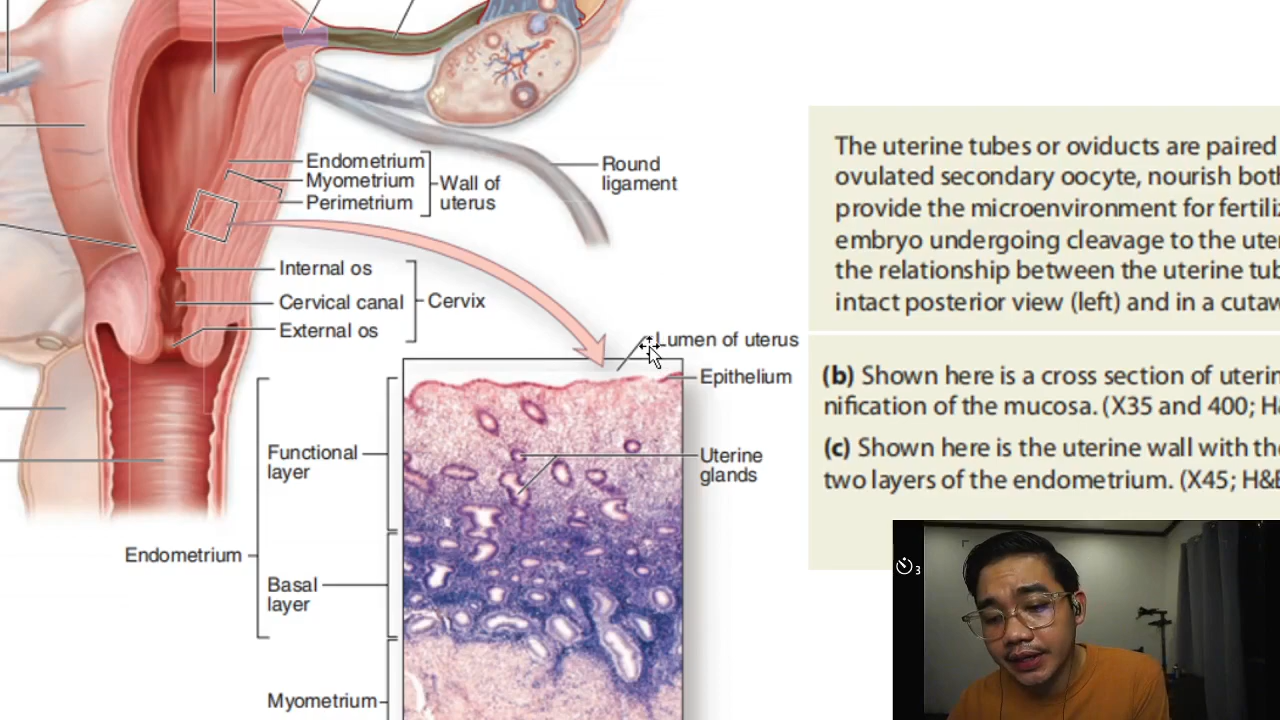 Endometrium
Myometrium
Perimetrium
Wall of
uterus
Round
ligament
Internal os
Cervical canal
External os
Cervix
Lumen of uterus
Epithelium
Functional
layer
Uterine
glands
Endometrium
Basal
layer
Myometrium
The uterine tubes or oviducts are paired
ovulated secondary oocyte, nourish both
provide the microenvironment for fertiliz
embryo undergoing cleavage to the uter
the relationship between the uterine tub
intact posterior view (left) and in a cutaw
(b) Shown here is a cross section of uterin
nification of the mucosa. (X35 and 400; H&
(c) Shown here is the uterine wall with the
two layers of the endometrium. (X45; H&E
3